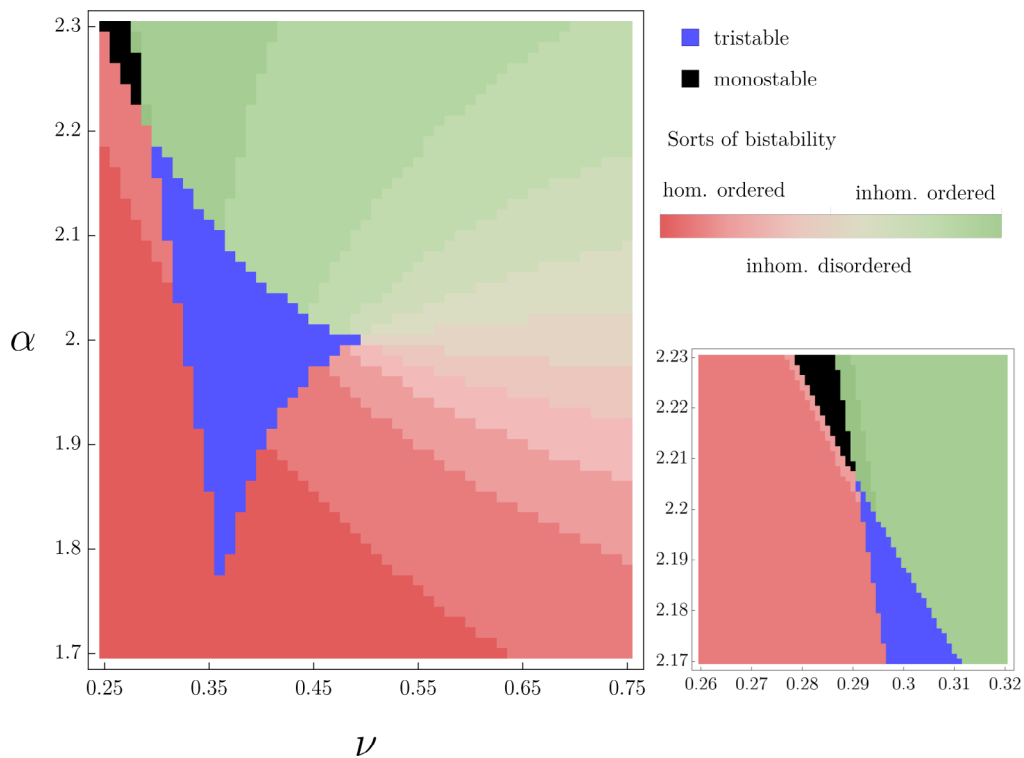 2.3
2.2
2.1
α 2.
1.9
1.8
1.7
0.25 0.35 0.45 0.55 0.65 0.75
ν
tristable
monostable
Sorts of bistability
hom. ordered inhom. ordered
inhom. disordered
2.23
2.22
2.21
2.2
2.19
2.18
2.17
0.26 0.27 0.28 0.29 0.3 0.31 0.32